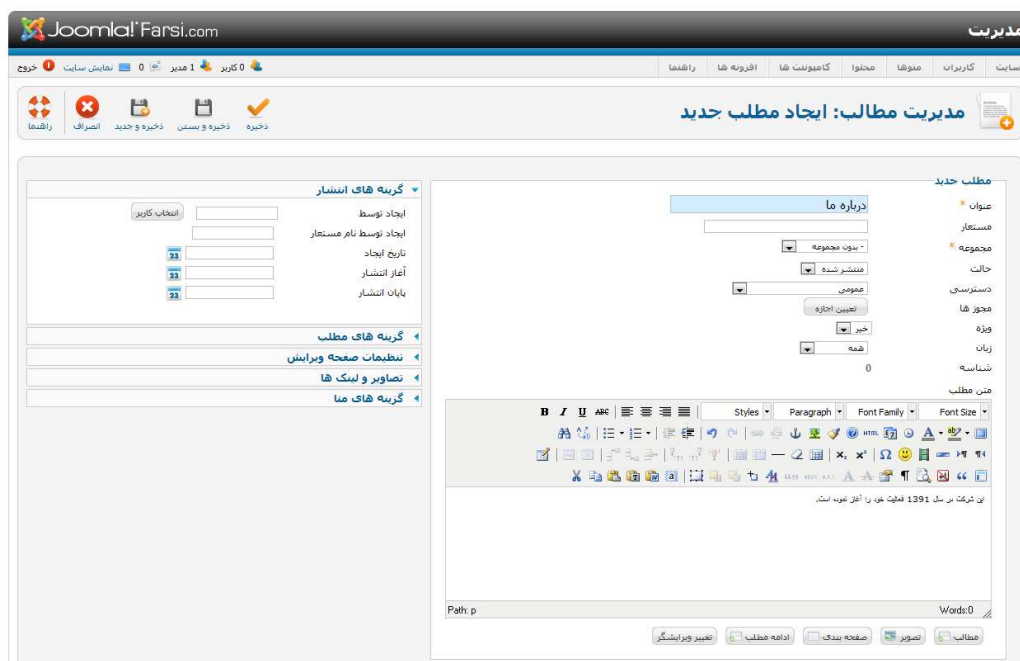 Joomla! Farsi.com
مدیریت
سایت کاربران منوها محتوا کامپوننت ها افزونه ها راهنما
0 کاربر 1 مدیر 0 نمایش سایت خروج
مدیریت مطالب: ایجاد مطلب جدید
ذخیره ذخیره و بستن ذخیره و جدید انصراف راهنما
مطلب جدید
عنوان * درباره ما
مستعار
مجموعه * - بدون مجموعه
حالت منتشر شده
دسترسی عمومی
مجوز ها تعیین اجازه
ویژه خیر
زبان همه
شناسه 0
متن مطلب
B I U ABC Styles Paragraph Font Family Font Size
HTML
این شرکت در سال 1391 فعالیت خود را آغاز نموده است.
Path: p Words:0
مطالب تصویر صفحه بندی ادامه مطلب تغییر ویرایشگر
گزینه های انتشار
ایجاد توسط انتخاب کاربر
ایجاد توسط نام مستعار
تاریخ ایجاد 23
آغاز انتشار 23
پایان انتشار 23
گزینه های مطلب
تنظیمات صفحه ویرایش
تصاویر و لینک ها
گزینه های متا